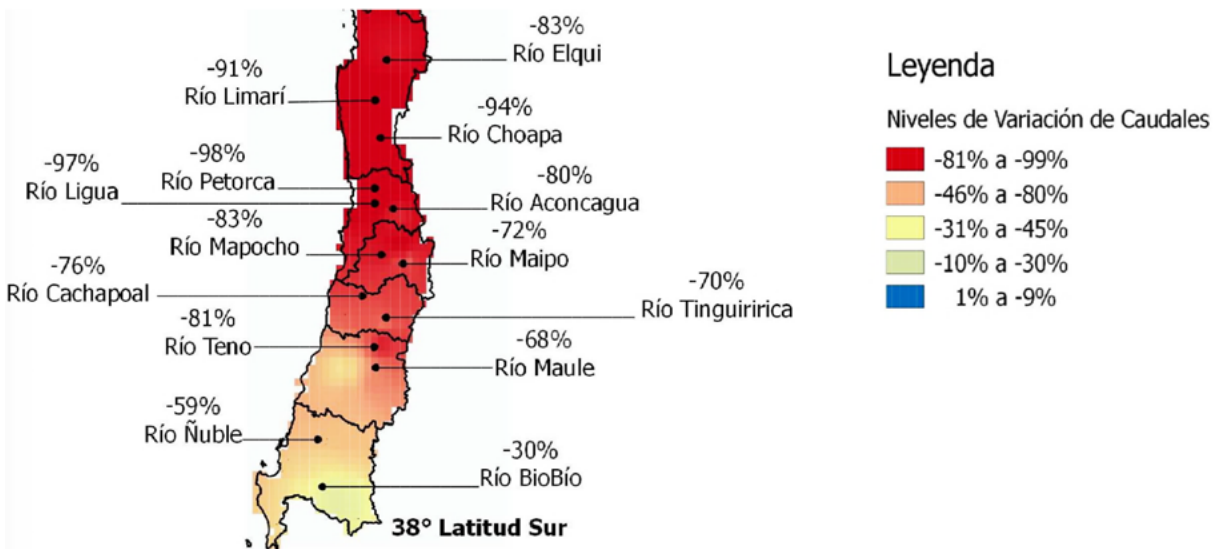 -83%
Río Elqui
-91%
Río Limarí
-94%
Río Choapa
-98%
Río Petorca
-97%
Río Ligua
-80%
Río Aconcagua
-83%
Río Mapocho
-72%
Río Maipo
-76%
Río Cachapoal
-70%
Río Tinguiririca
-81%
Río Teno
-68%
Río Maule
-59%
Río Ñuble
-30%
Río BioBío
38° Latitud Sur
Leyenda
Niveles de Variación de Caudales
-81% a -99%
-46% a -80%
-31% a -45%
-10% a -30%
1% a -9%